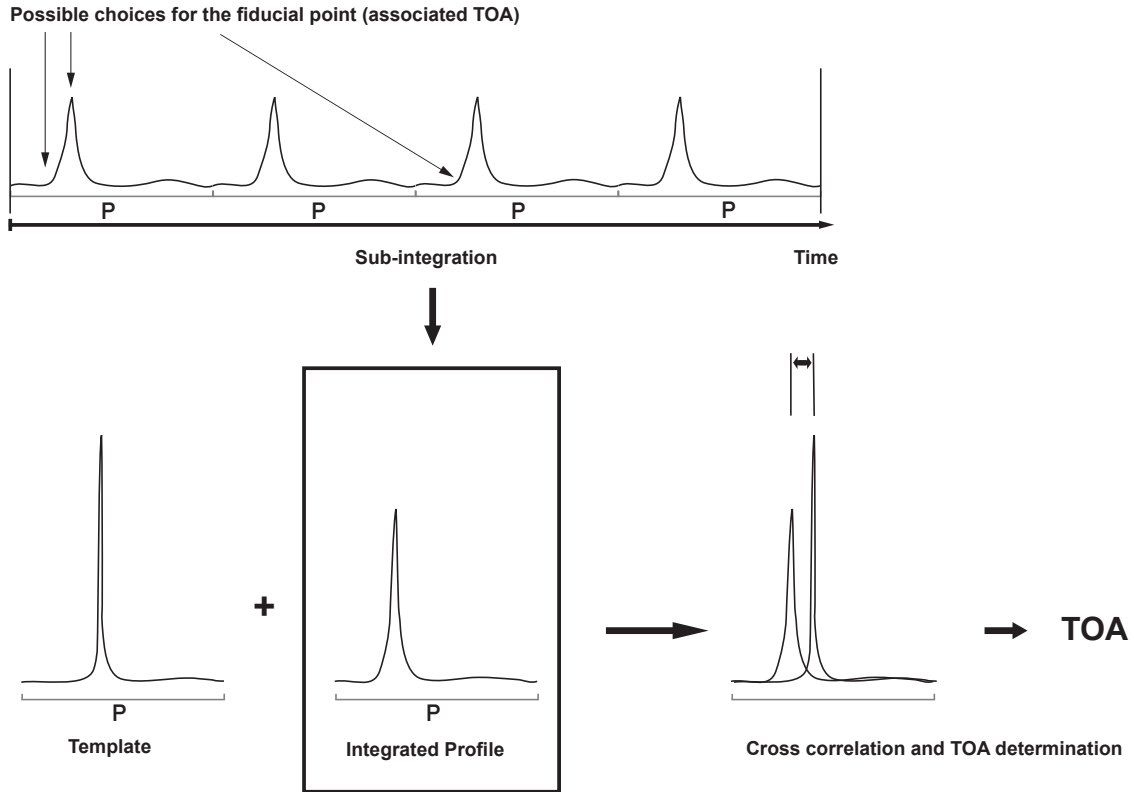 Possible choices for the fiducial point (associated TOA)
P P P P
Sub-integration Time
+
TOA
P P
Template Integrated Profile Cross correlation and TOA determination